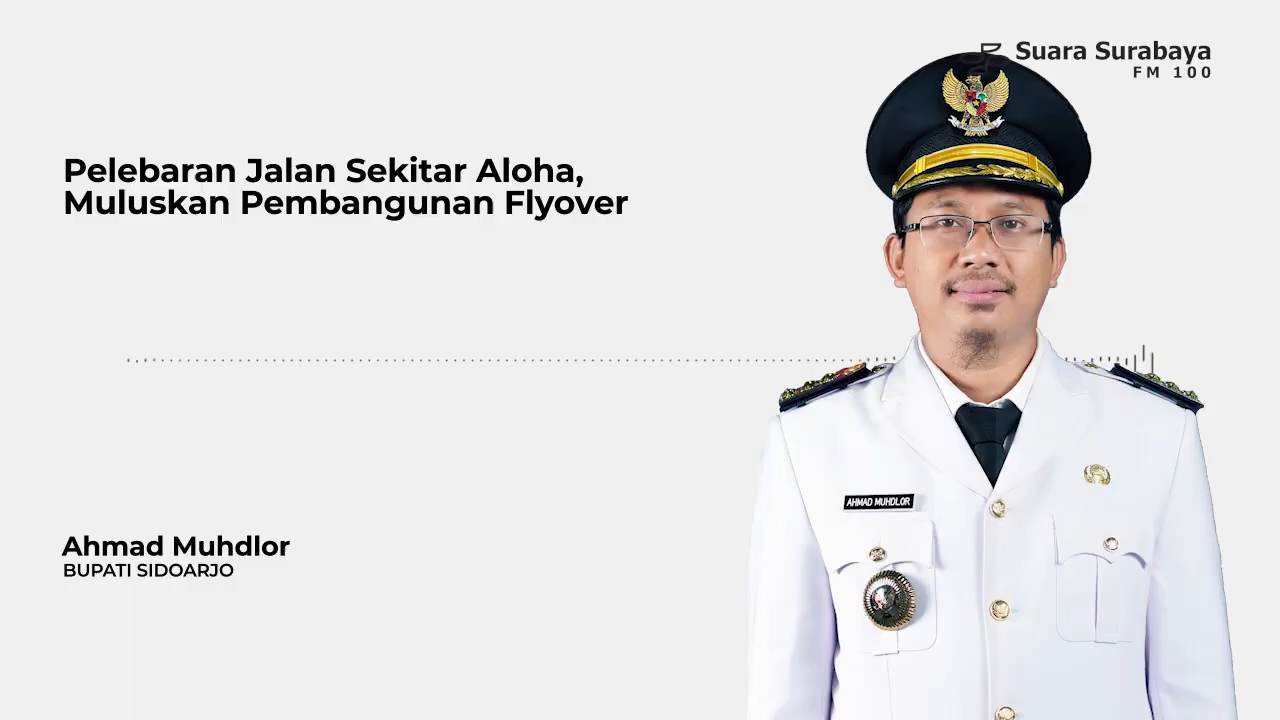 Suara Surabaya
FM 100
Pelebaran Jalan Sekitar Aloha,
Muluskan Pembangunan Flyover
AHMAD MUHDLOR
Ahmad Muhdlor
BUPATI SIDOARJO